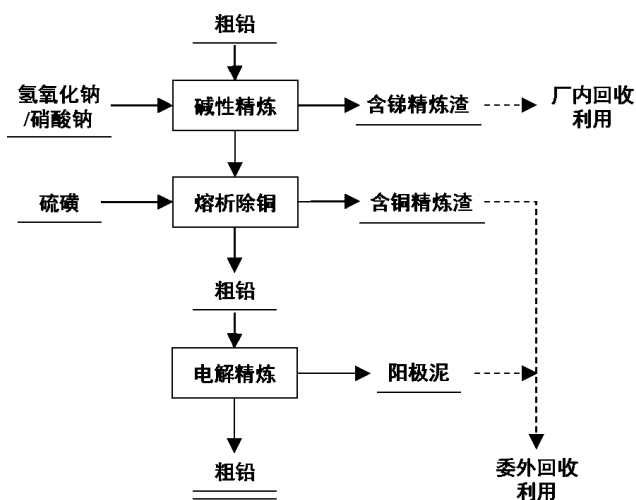 粗铅
氢氧化钠
/硝酸钠
碱性精炼
含锑精炼渣
厂内回收
利用
硫磺
熔析除铜
含铜精炼渣
粗铅
电解精炼
阳极泥
粗铅
委外回收
利用